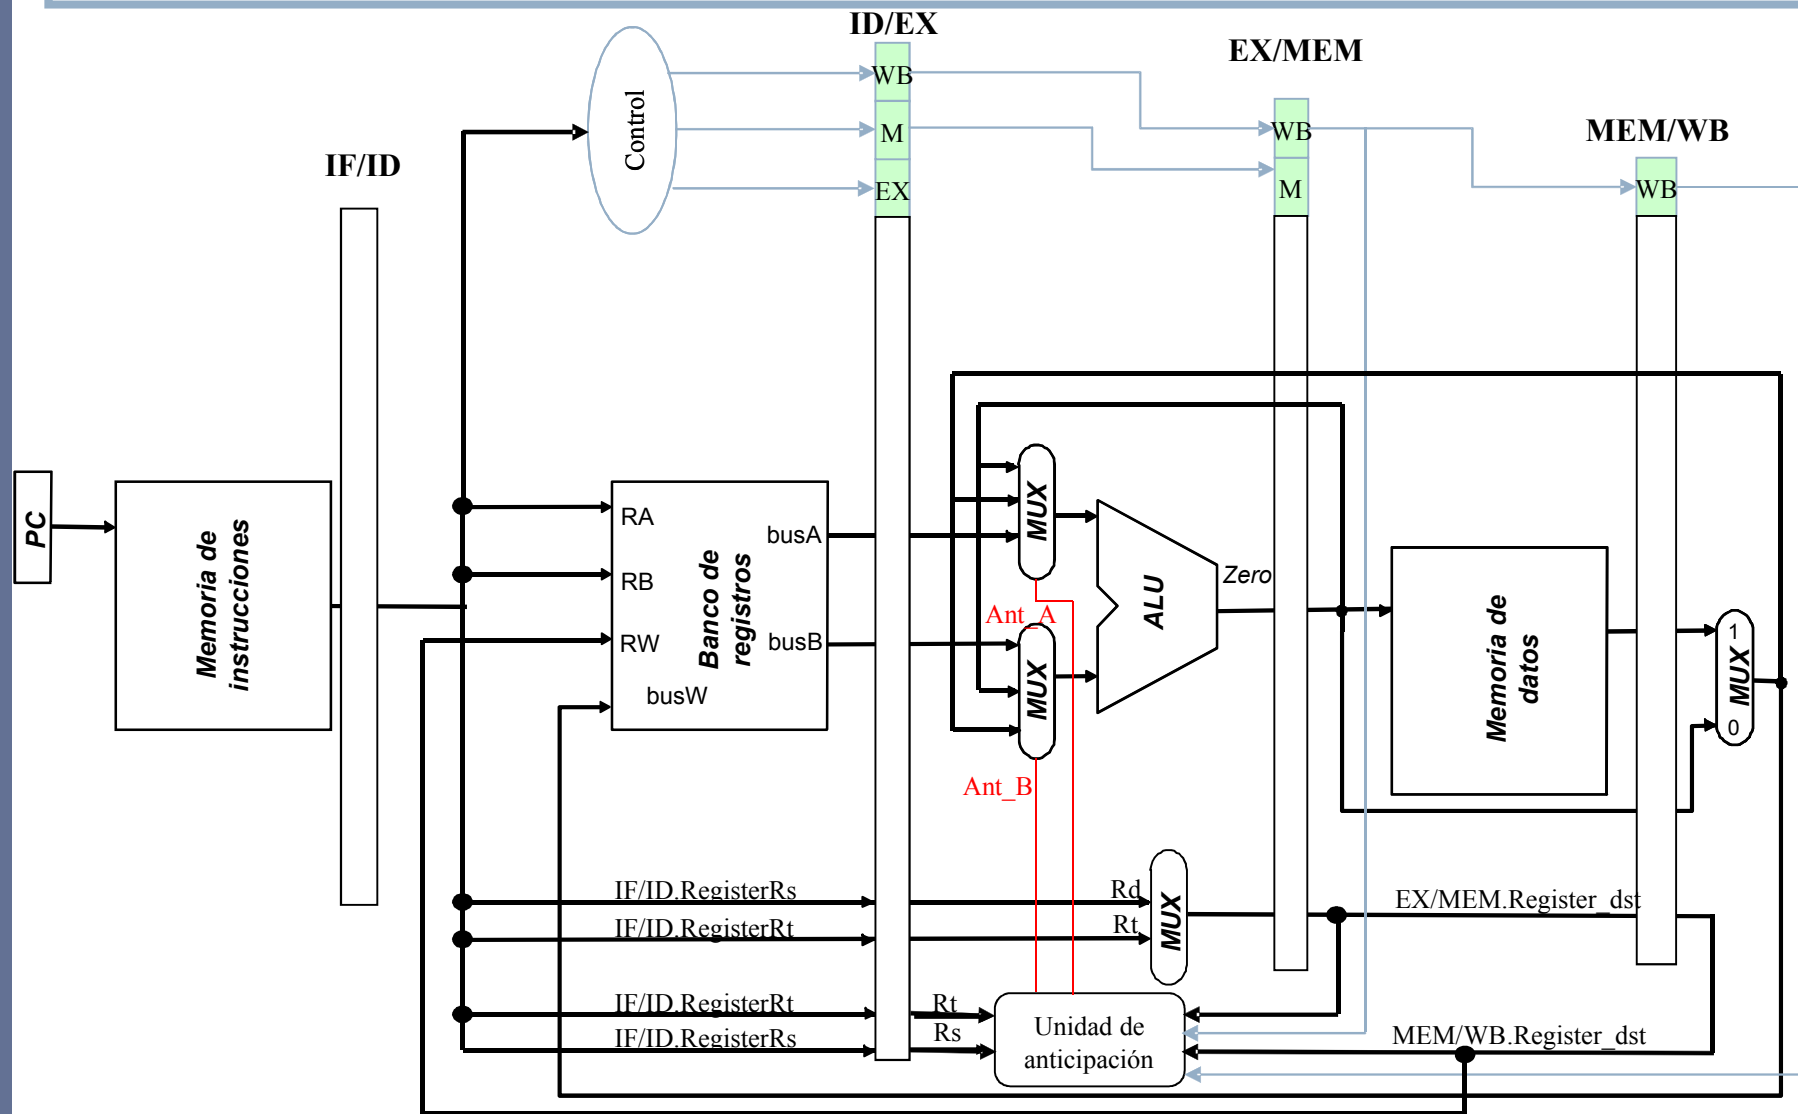 ID/EX
EX/MEM
MEM/WB
IF/ID
Control
WB
M
EX
WB
M
WB
PC
Memoria de
instrucciones
RA
RB
RW
busW
busA
busB
Banco de
registros
MUX
MUX
Ant_A
Ant_B
ALU
Zero
Memoria de
datos
1
MUX
0
IF/ID.RegisterRs
IF/ID.RegisterRt
Rd
Rt
MUX
EX/MEM.Register_dst
IF/ID.RegisterRt
IF/ID.RegisterRs
Rt
Rs
Unidad de
anticipación
MEM/WB.Register_dst